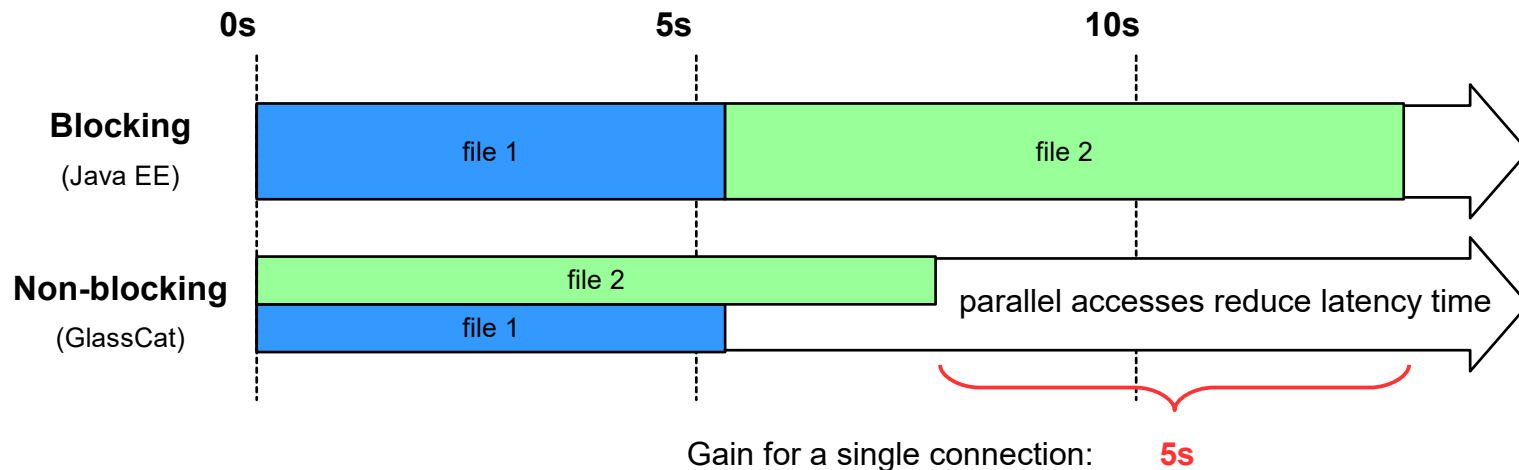 0s 5s 10s
Blocking
(Java EE)
file 1 file 2
Non-blocking
(GlassCat)
file 2
file 1
parallel accesses reduce latency time
Gain for a single connection: 5s